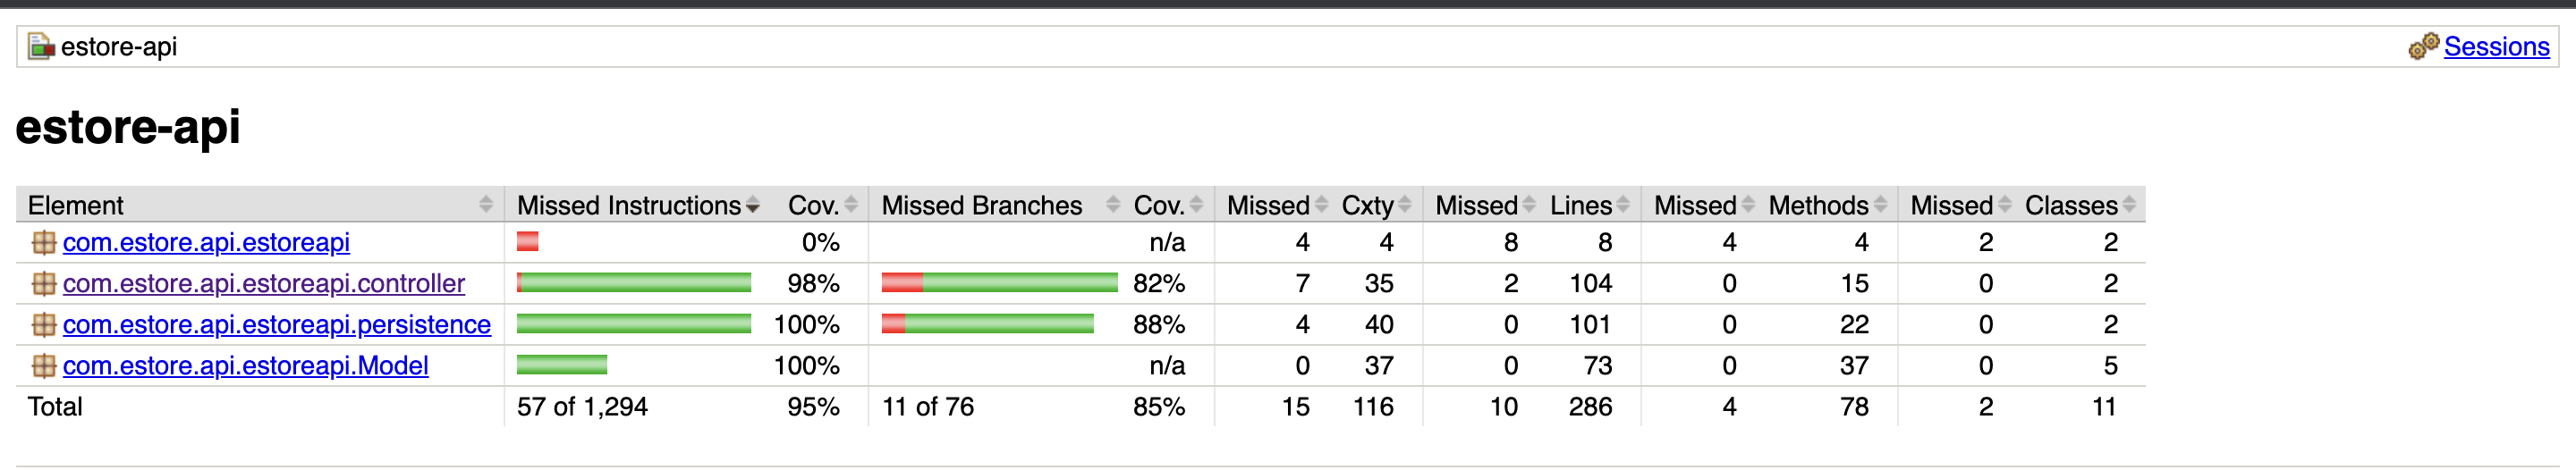 estore-api Sessions
estore-api
Element Missed Instructions Cov. Missed Branches Cov. Missed Cxty Missed Lines Missed Methods Missed Classes
com.estore.api.estoreapi 0% n/a 4 4 8 8 4 4 2 2
com.estore.api.estoreapi.controller 98% 82% 7 35 2 104 0 15 0 2
com.estore.api.estoreapi.persistence 100% 88% 4 40 0 101 0 22 0 2
com.estore.api.estoreapi.Model 100% n/a 0 37 0 73 0 37 0 5
Total 57 of 1,294 95% 11 of 76 85% 15 116 10 286 4 78 2 11